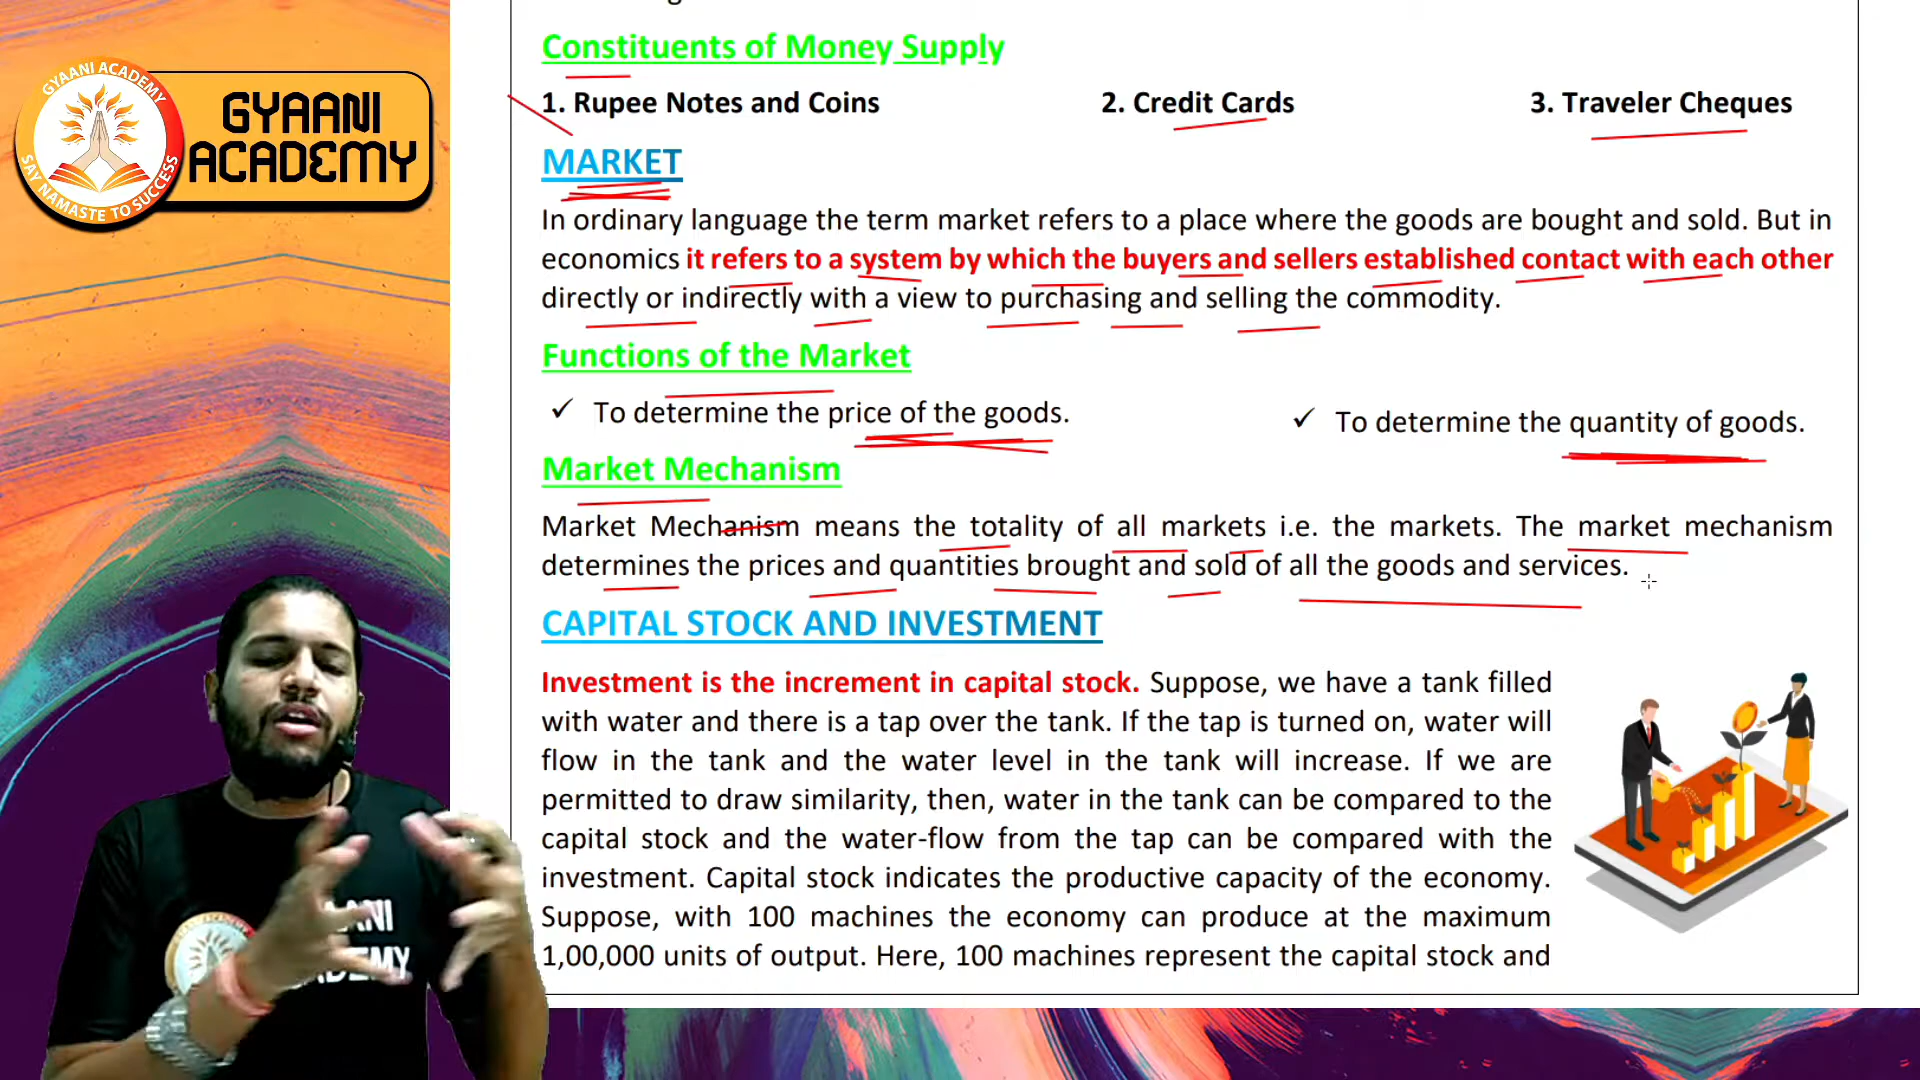 GYAANI ACADEMY
SAY NAMASTE TO SUCCESS
GYAANI
ACADEMY
Constituents of Money Supply
1. Rupee Notes and Coins 2. Credit Cards 3. Traveler Cheques
MARKET
In ordinary language the term market refers to a place where the goods are bought and sold. But in
economics it refers to a system by which the buyers and sellers established contact with each other
directly or indirectly with a view to purchasing and selling the commodity.
Functions of the Market
✓ To determine the price of the goods. ✓ To determine the quantity of goods.
Market Mechanism
Market Mechanism means the totality of all markets i.e. the markets. The market mechanism
determines the prices and quantities brought and sold of all the goods and services.
CAPITAL STOCK AND INVESTMENT
Investment is the increment in capital stock. Suppose, we have a tank filled
with water and there is a tap over the tank. If the tap is turned on, water will
flow in the tank and the water level in the tank will increase. If we are
permitted to draw similarity, then, water in the tank can be compared to the
capital stock and the water-flow from the tap can be compared with the
investment. Capital stock indicates the productive capacity of the economy.
Suppose, with 100 machines the economy can produce at the maximum
1,00,000 units of output. Here, 100 machines represent the capital stock and